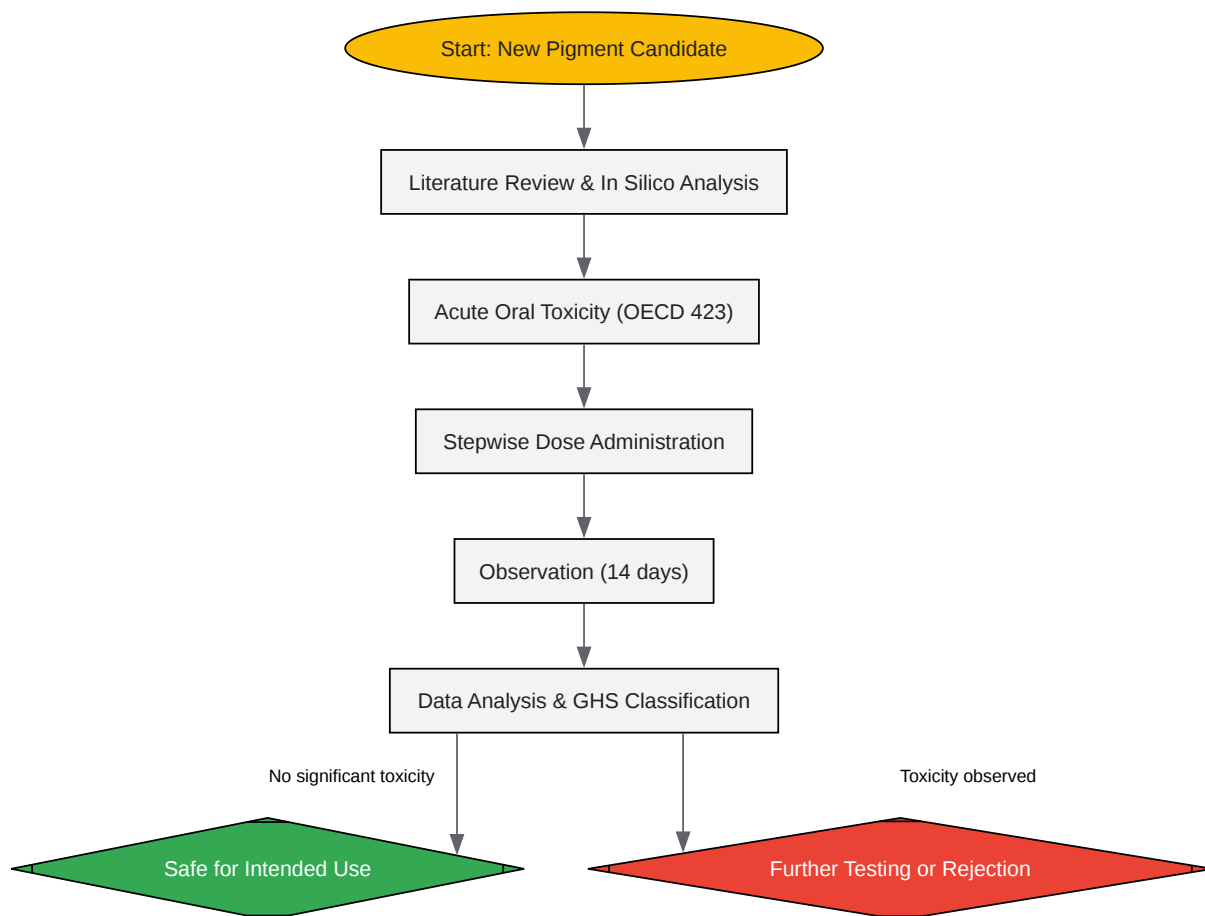 Start: New Pigment Candidate
Literature Review & In Silico Analysis
Acute Oral Toxicity (OECD 423)
Stepwise Dose Administration
Observation (14 days)
Data Analysis & GHS Classification
No significant toxicity
Toxicity observed
Safe for Intended Use
Further Testing or Rejection